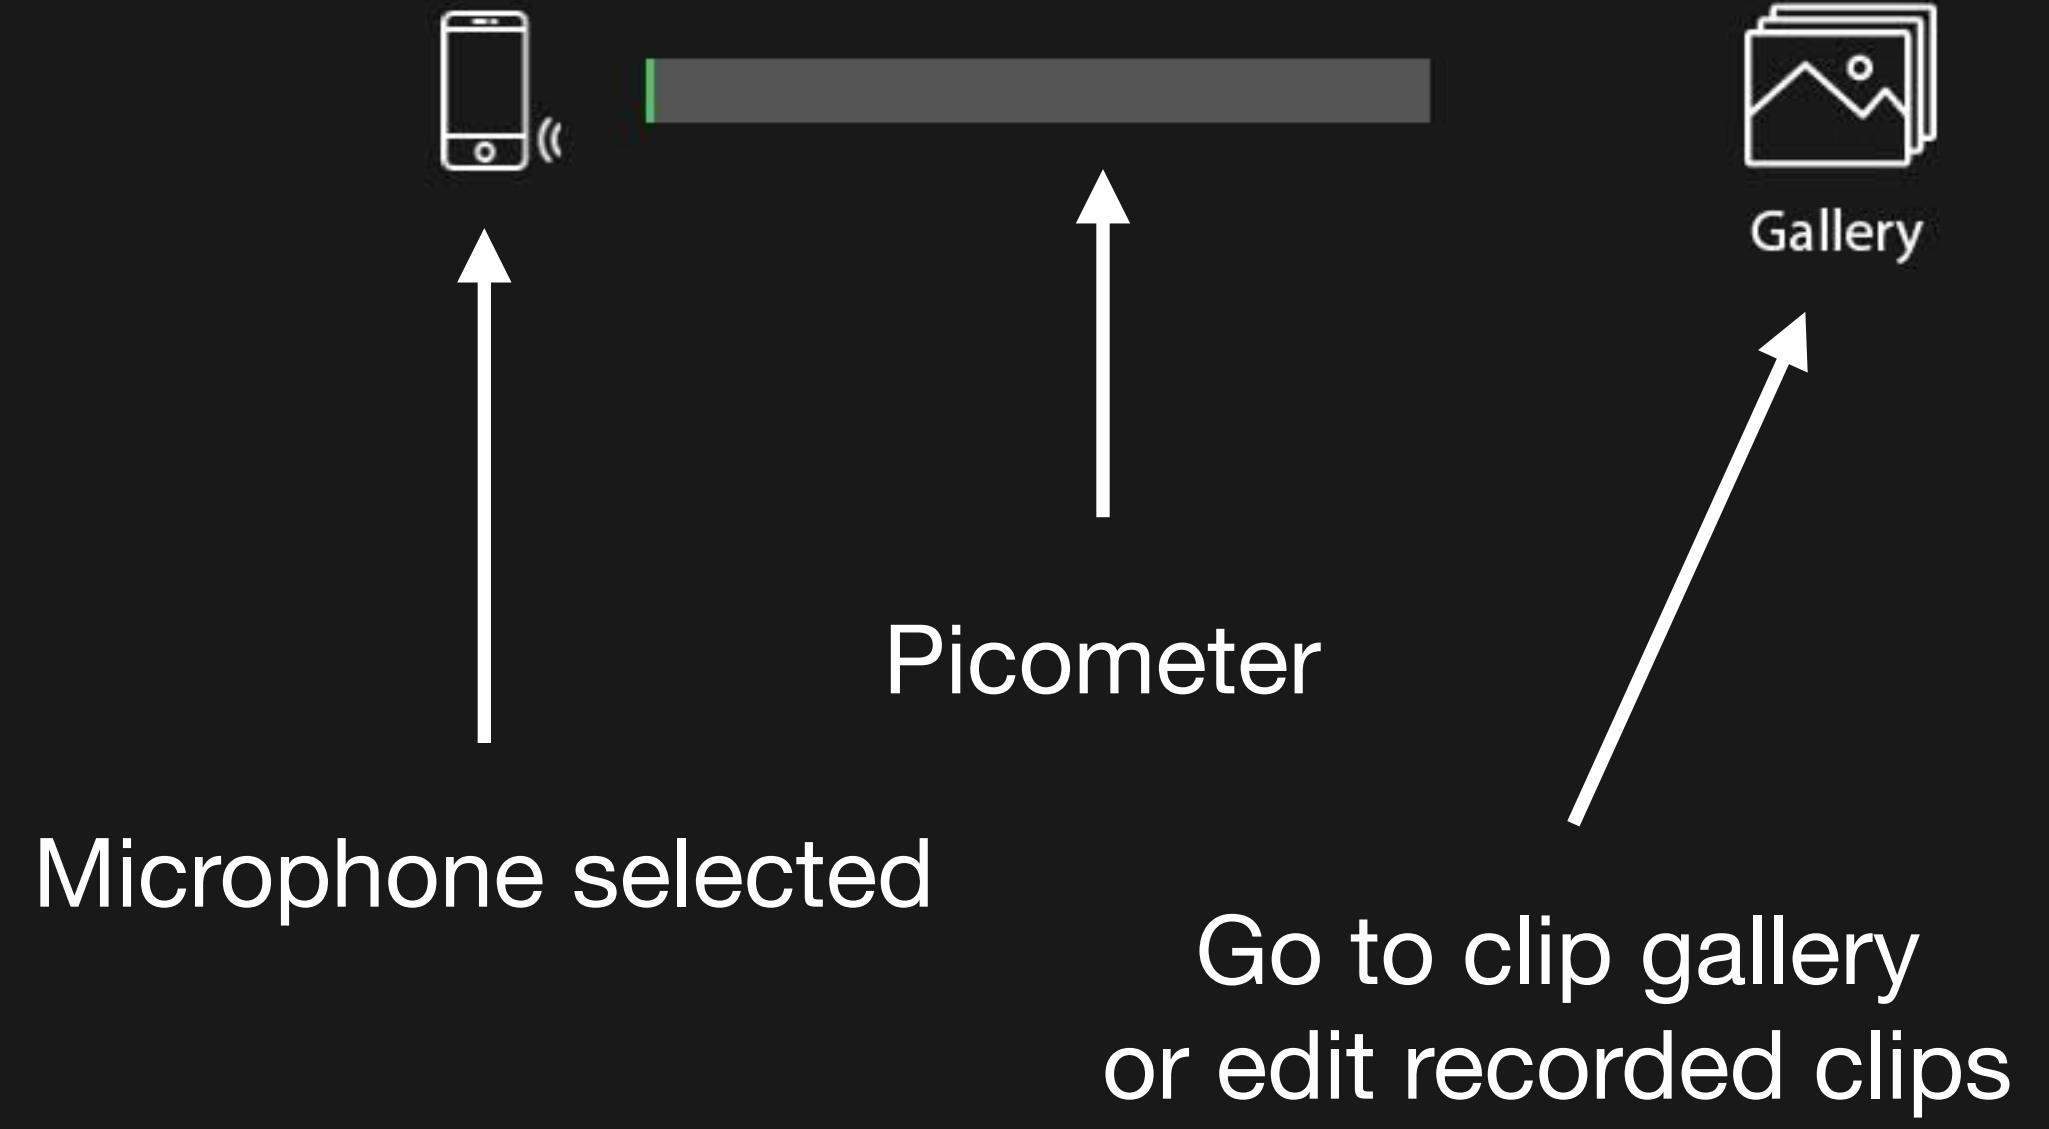 Gallery
Picometer
Microphone selected
Go to clip gallery
or edit recorded clips